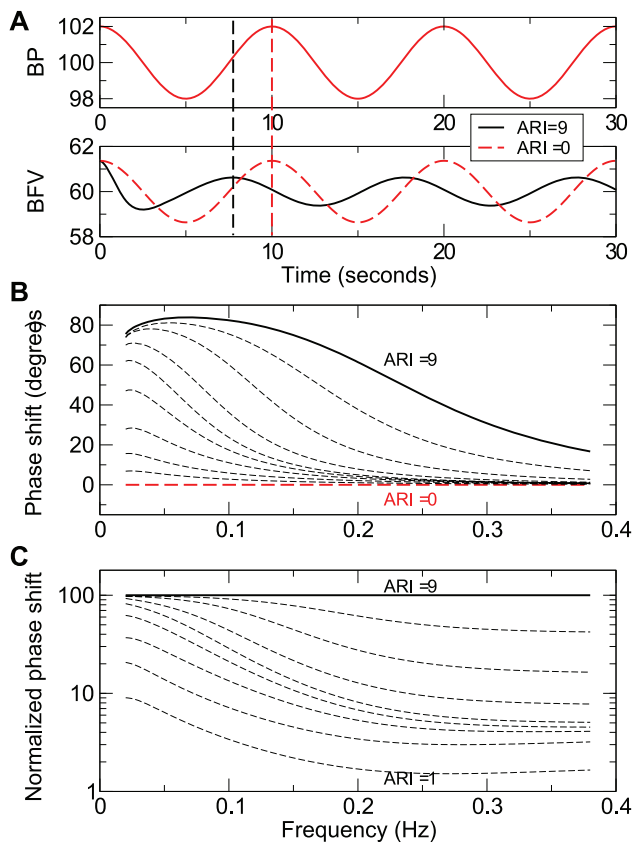 A
BP
102
100
98
0
10
20
30
ARI=9
ARI =0
BFV
62
60
58
0
10
20
30
Time (seconds)
B
Phase shift (degrees)
80
60
40
20
0
ARI =9
ARI =0
0
0.1
0.2
0.3
0.4
C
Normalized phase shift
100
10
1
ARI =9
ARI =1
0
0.1
0.2
0.3
0.4
Frequency (Hz)